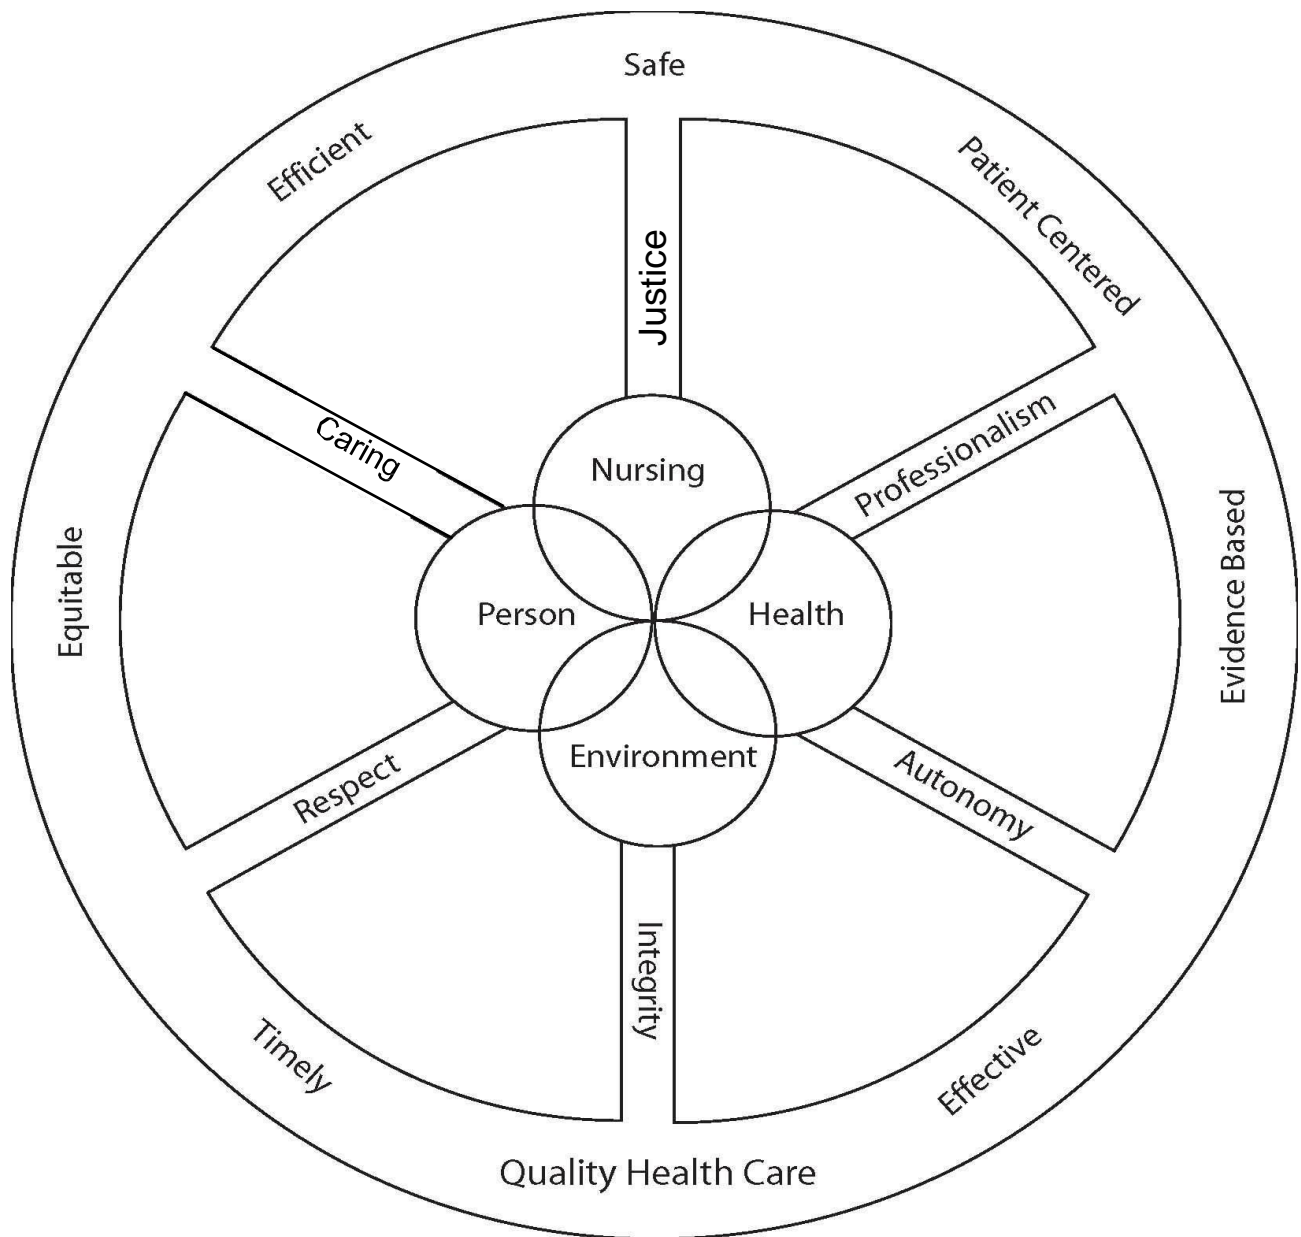 Safe
Efficient
Patient Centered
Justice
Caring
Professionalism
Nursing
Equitable
Evidence Based
Person
Health
Environment
Respect
Autonomy
Integrity
Timely
Effective
Quality Health Care